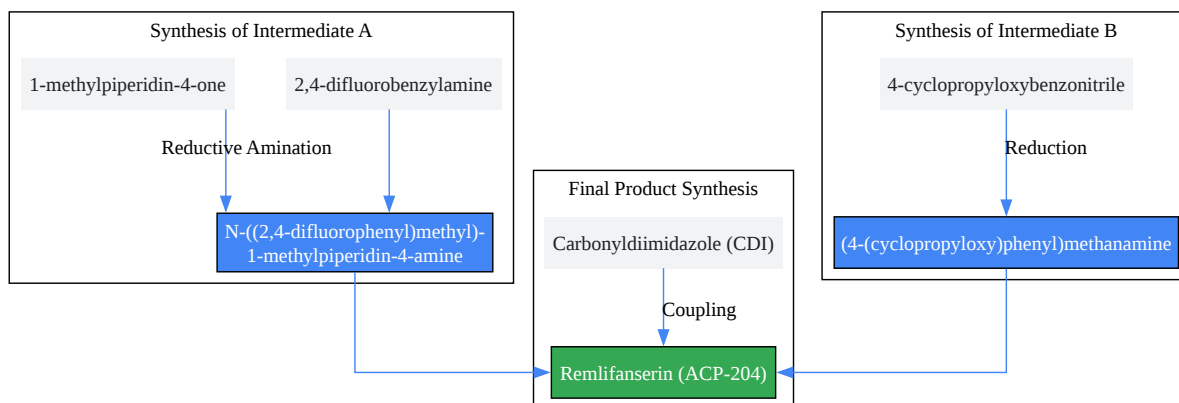 Synthesis of Intermediate A
1-methylpiperidin-4-one
2,4-difluorobenzylamine
Reductive Amination
N-((2,4-difluorophenyl)methyl)-
1-methylpiperidin-4-amine
Synthesis of Intermediate B
4-cyclopropyloxybenzonitrile
Reduction
(4-(cyclopropyloxy)phenyl)methanamine
Final Product Synthesis
Carbonyldiimidazole (CDI)
Coupling
Remlifanserin (ACP-204)